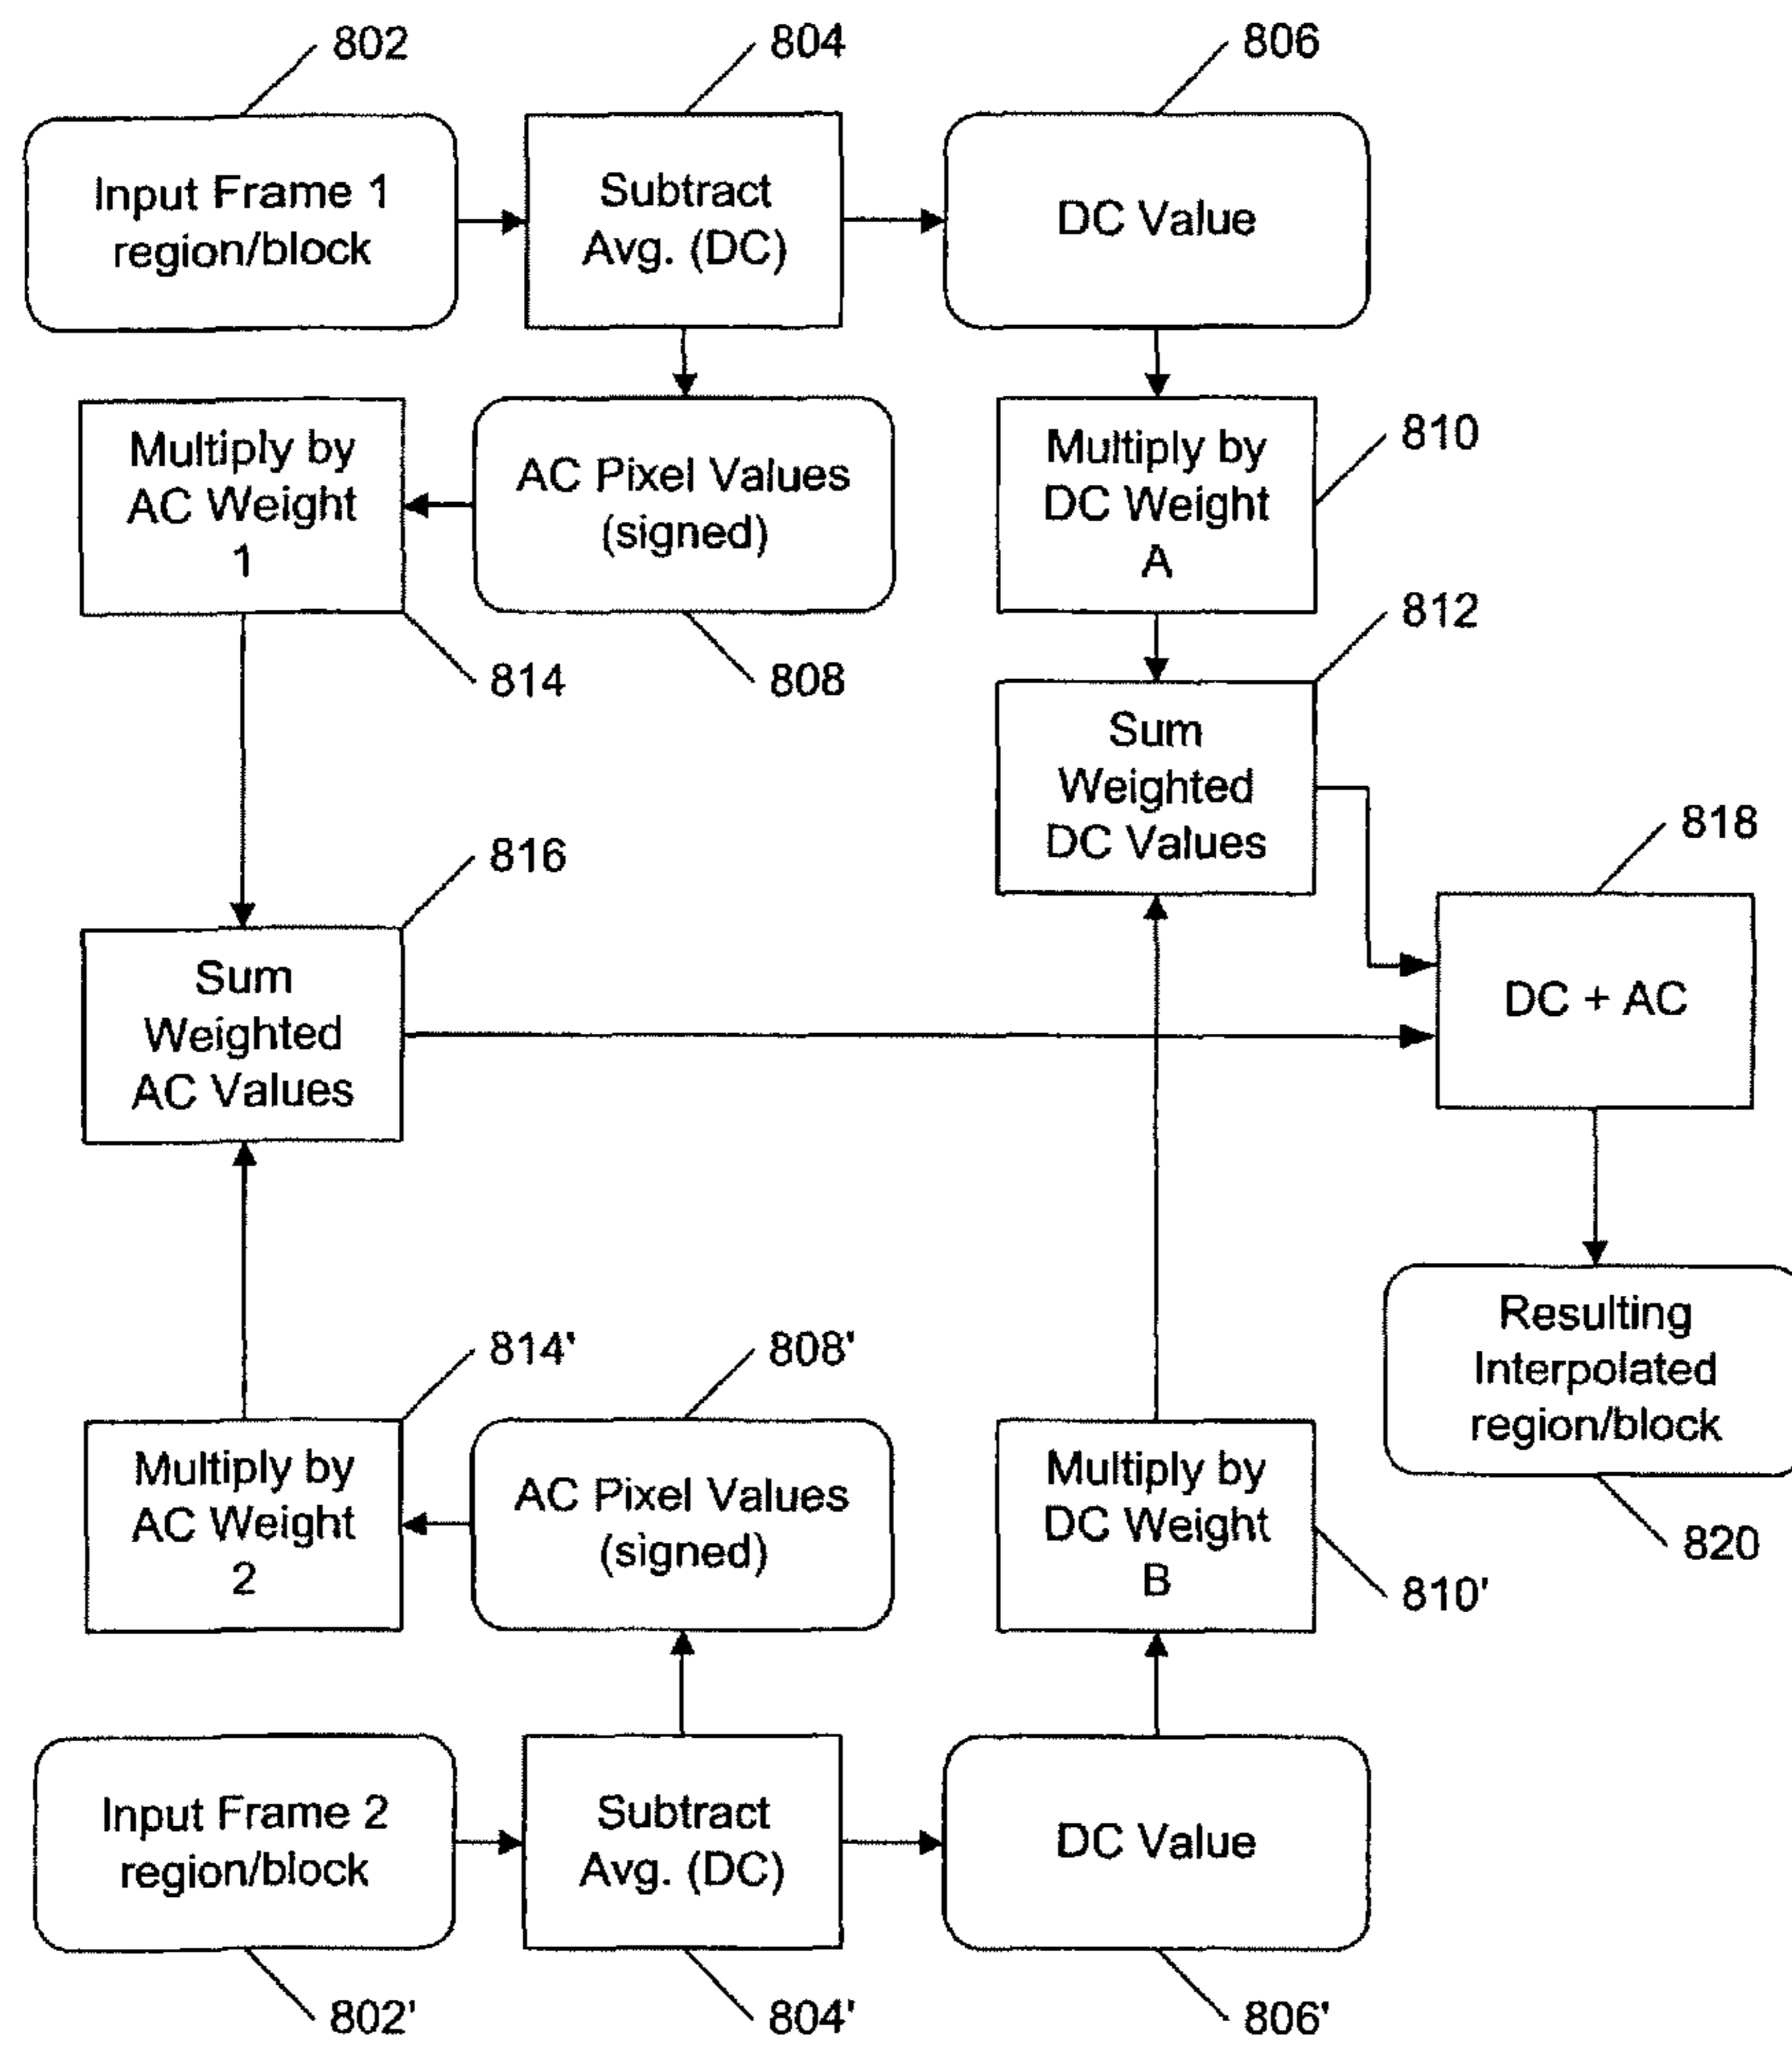 802
804
806
Input Frame 1
region/block
Subtract
Avg. (DC)
DC Value
Multiply by
AC Weight
1
AC Pixel Values
(signed)
Multiply by
DC Weight
A
810
814
808
812
Sum
Weighted
DC Values
816
818
Sum
Weighted
AC Values
DC + AC
814'
808'
Resulting
Interpolated
region/block
Multiply by
AC Weight
2
AC Pixel Values
(signed)
Multiply by
DC Weight
B
820
810'
Input Frame 2
region/block
Subtract
Avg. (DC)
DC Value
802'
804'
806'